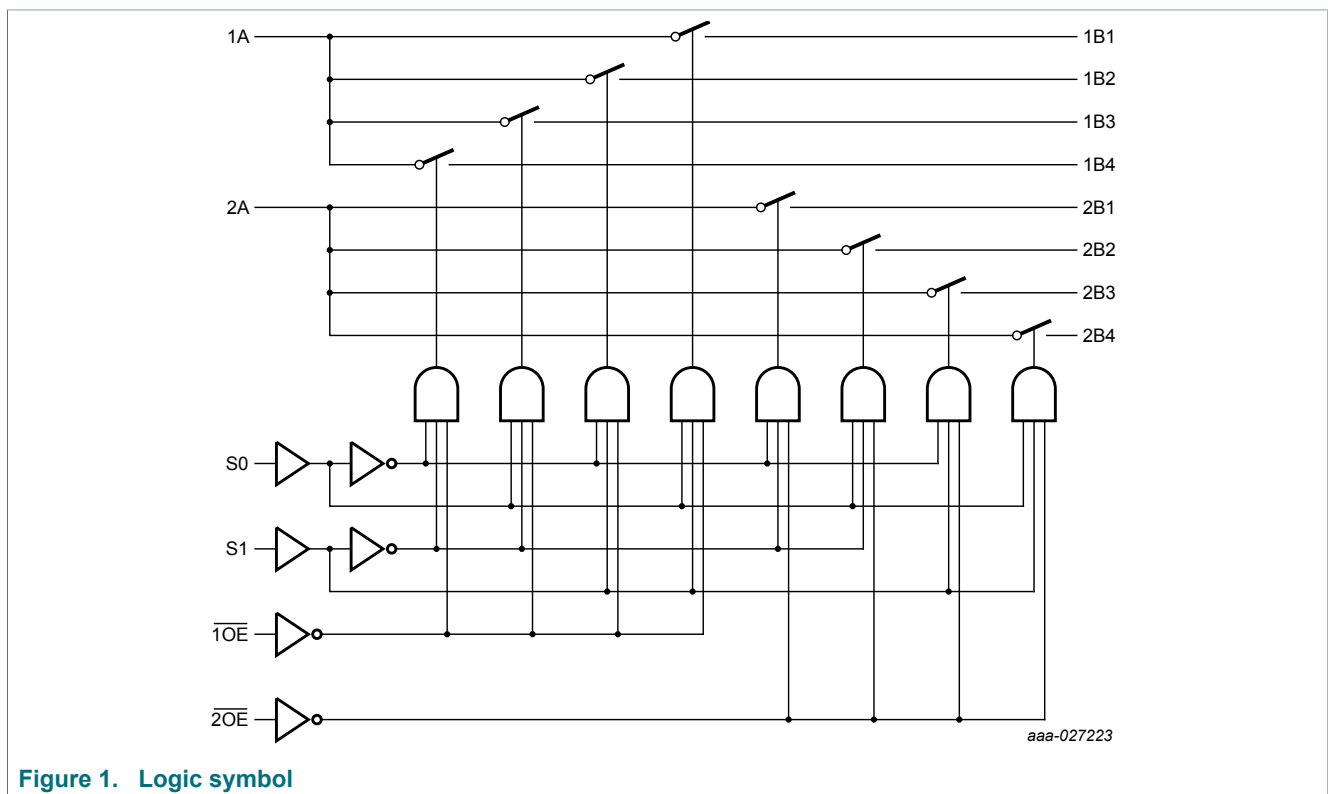 1A
1B1
1B2
1B3
1B4
2A
2B1
2B2
2B3
2B4
S0
S1
1OE
2OE
aaa-027223
Figure 1. Logic symbol